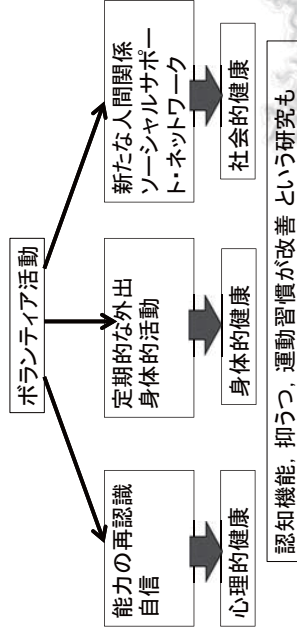 ボランティア活動
能力の再認識
自信
定期的な外出
身体的活動
新たな人間関係
ソーシャルサポー
ト・ネットワーク
心理的健康
身体的健康
社会的健康
認知機能，抑うつ，運動習慣が改善 という研究も